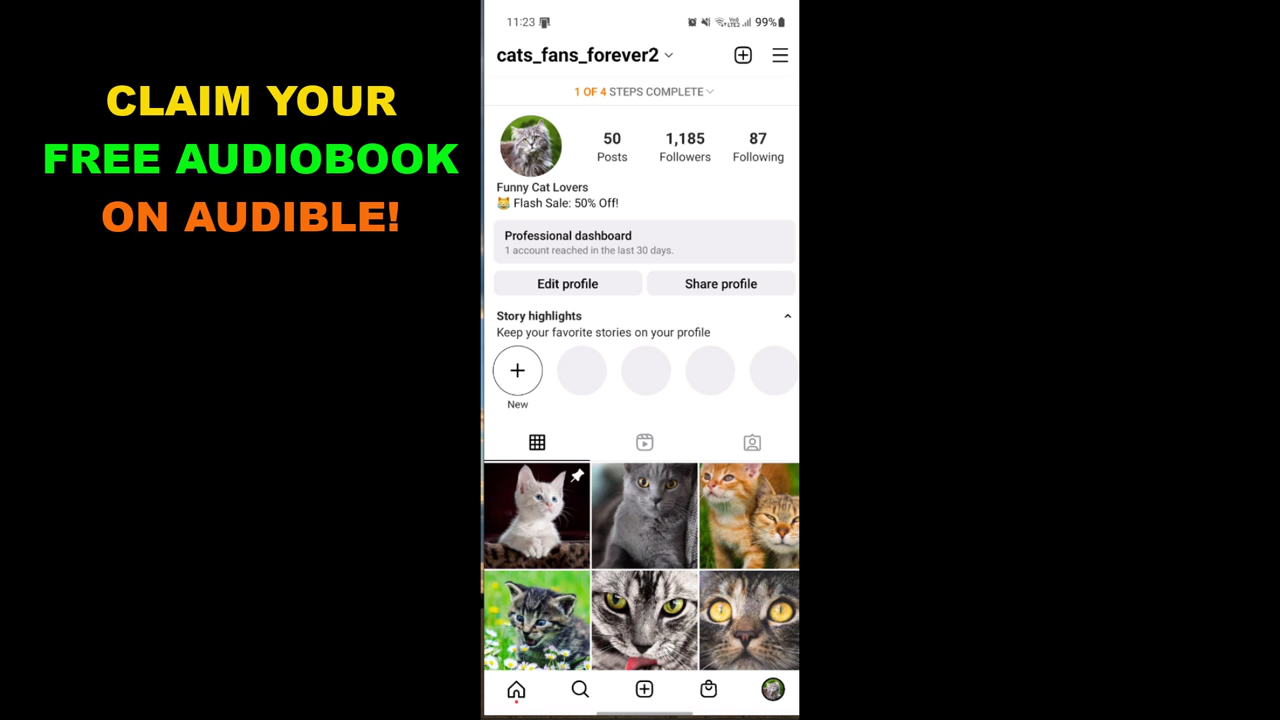 CLAIM YOUR
FREE AUDIOBOOK
ON AUDIBLE!
11:23
99%
cats_fans_forever2
1 OF 4 STEPS COMPLETE
50 1,185 87
Posts Followers Following
Funny Cat Lovers
😺 Flash Sale: 50% Off!
Professional dashboard
1 account reached in the last 30 days.
Edit profile Share profile
Story highlights
Keep your favorite stories on your profile
New